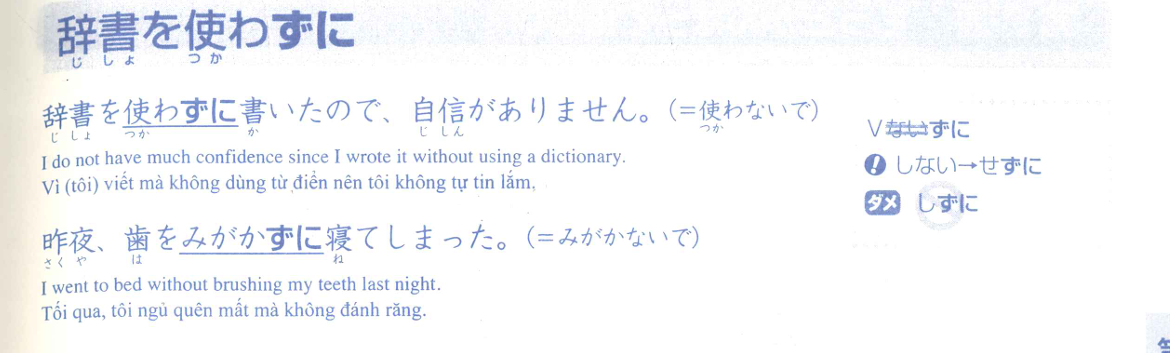 辞書を使わずに
じ しょ つか
辞書を使わずに書いたので、自信がありません。(=使わないで)
じ しょ つか か じ しん つか
I do not have much confidence since I wrote it without using a dictionary.
Vì (tôi) viết mà không dùng từ điển nên tôi không tự tin lắm.
昨夜、歯をみがかずに寝てしまった。(=みがかないで)
さく や は ね
I went to bed without brushing my teeth last night.
Tối qua, tôi ngủ quên mất mà không đánh răng.
Vないずに
! しない→せずに
ダメ しずに